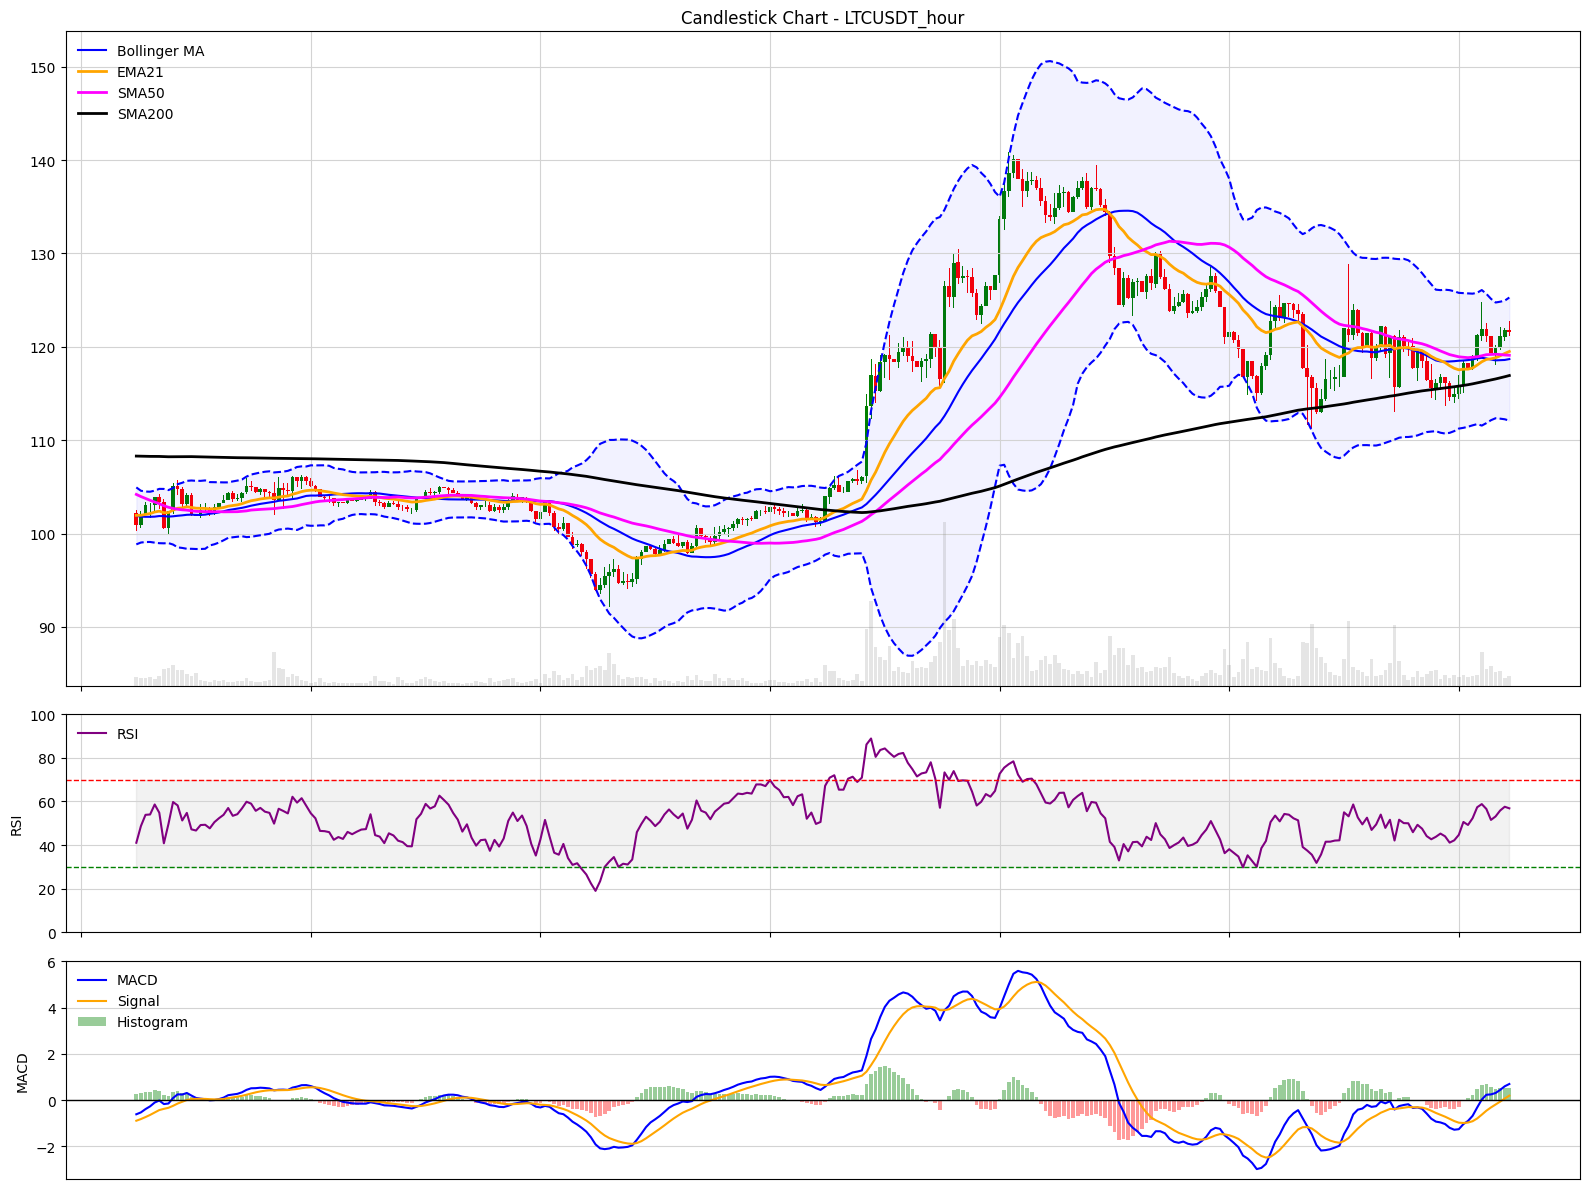 Candlestick Chart - LTCUSDT_hour
Bollinger MA
EMA21
SMA50
SMA200
150
140
130
120
110
100
90
RSI
100
80
60
40
20
0
RSI
MACD
Signal
Histogram
6
4
2
0
−2
MACD